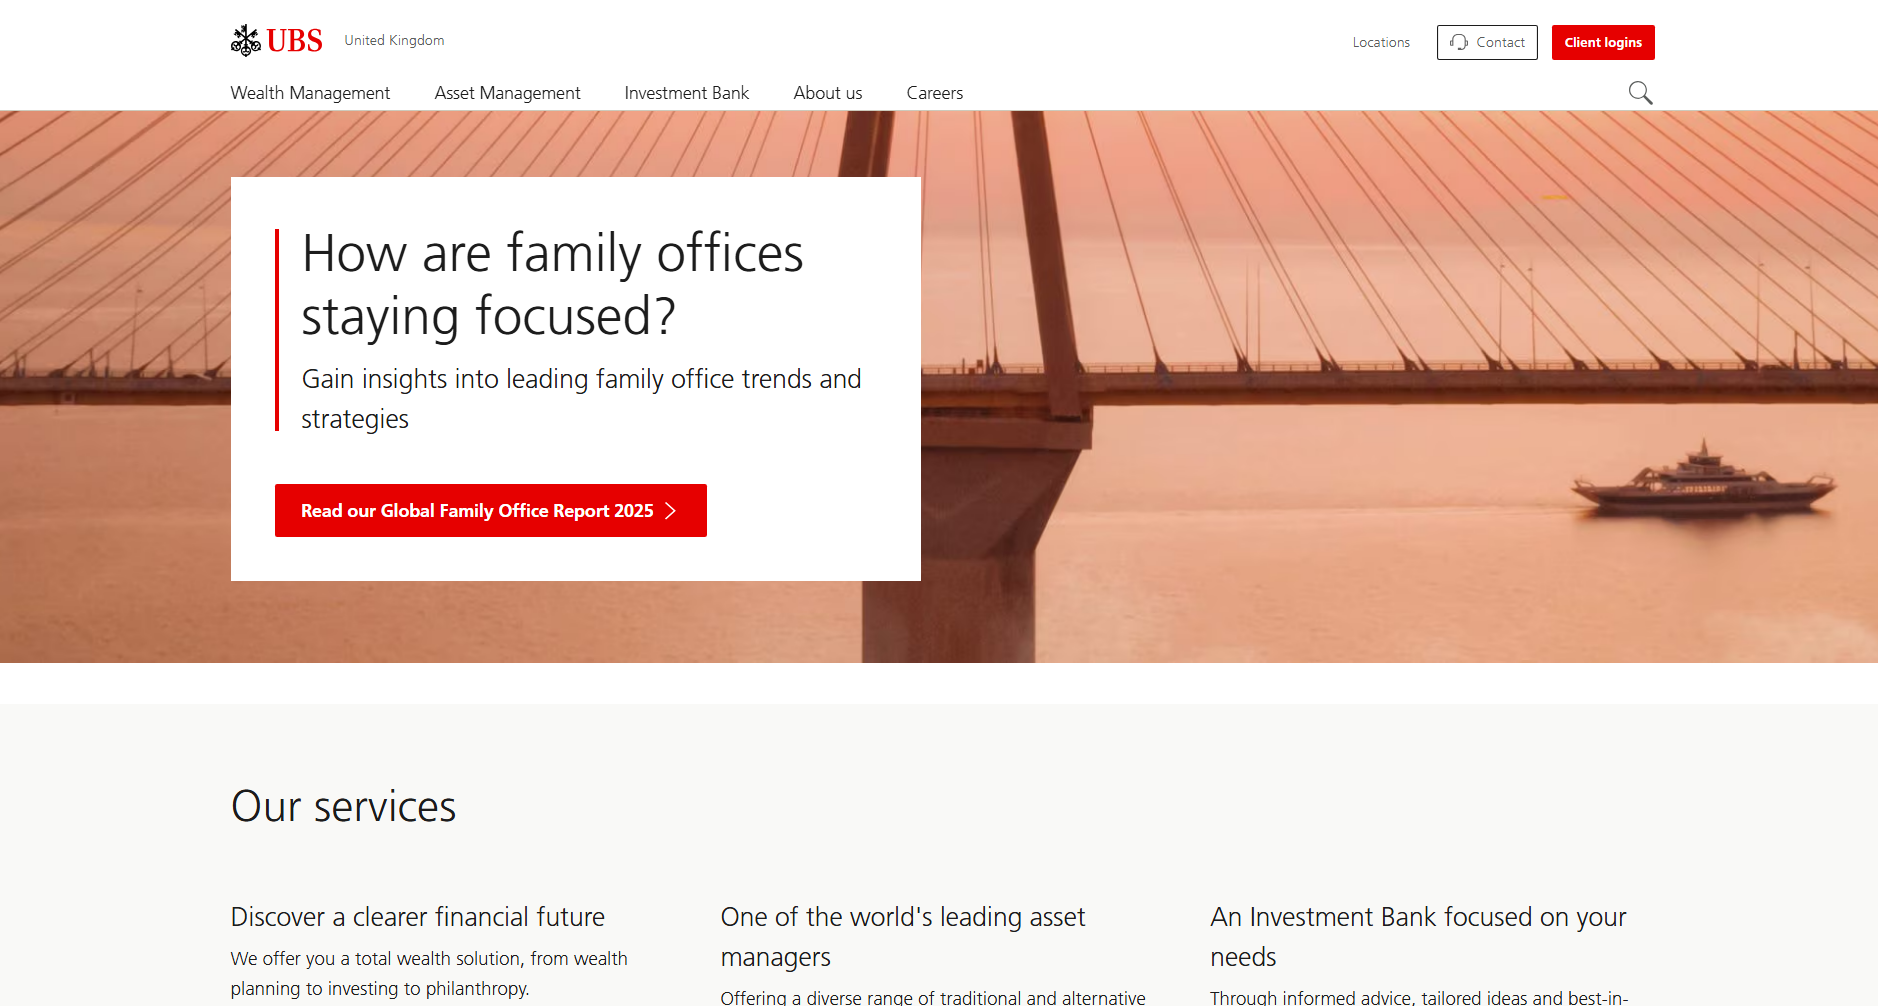 UBS
United Kingdom
Locations
Contact
Client logins
Wealth Management
Asset Management
Investment Bank
About us
Careers
How are family offices
staying focused?
Gain insights into leading family office trends and
strategies
Read our Global Family Office Report 2025
Our services
Discover a clearer financial future
We offer you a total wealth solution, from wealth
planning to investing to philanthropy.
One of the world's leading asset
managers
Offering a diverse range of traditional and alternative
An Investment Bank focused on your
needs
Through informed advice, tailored ideas and best-in-